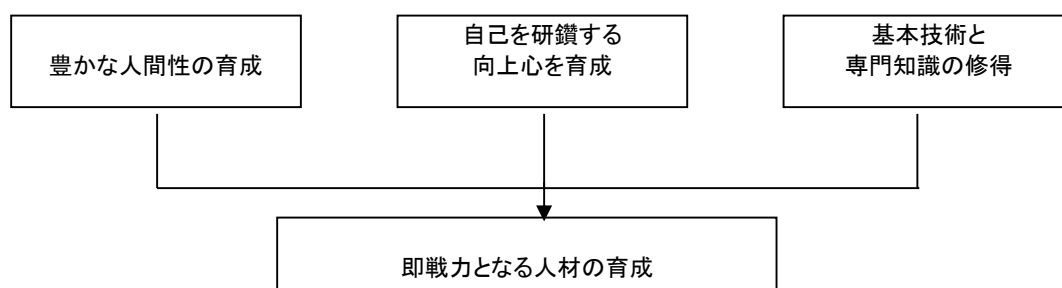 豊かな人間性の育成
自己を研鑽する
向上心を育成
基本技術と
専門知識の修得
即戦力となる人材の育成